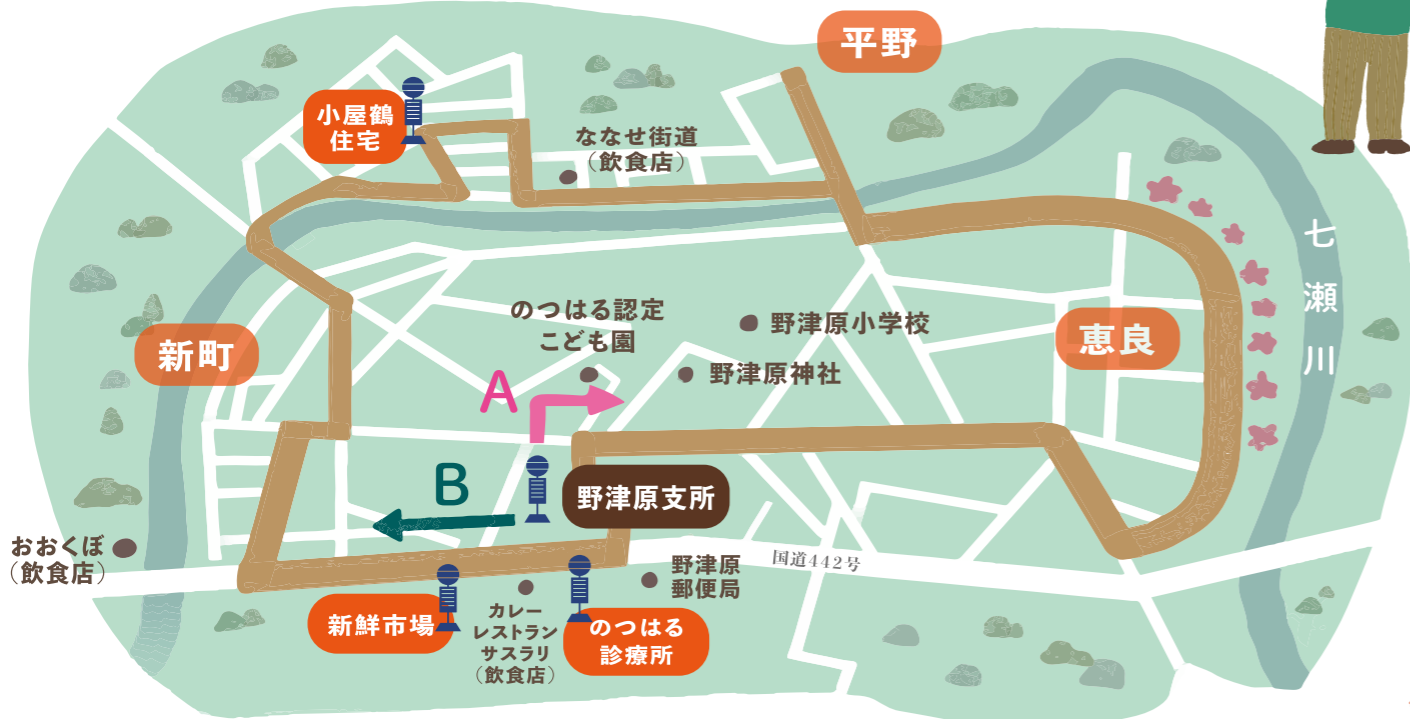 平野
小屋鶴
住宅
ななせ街道
（飲食店）
七瀬川
のつはる認定
こども園
野津原小学校
恵良
新町
野津原神社
A
B
野津原支所
おおくぼ
（飲食店）
国道442号
野津原
郵便局
新鮮市場
カレー
レストラン
サスラリ
（飲食店）
のつはる
診療所